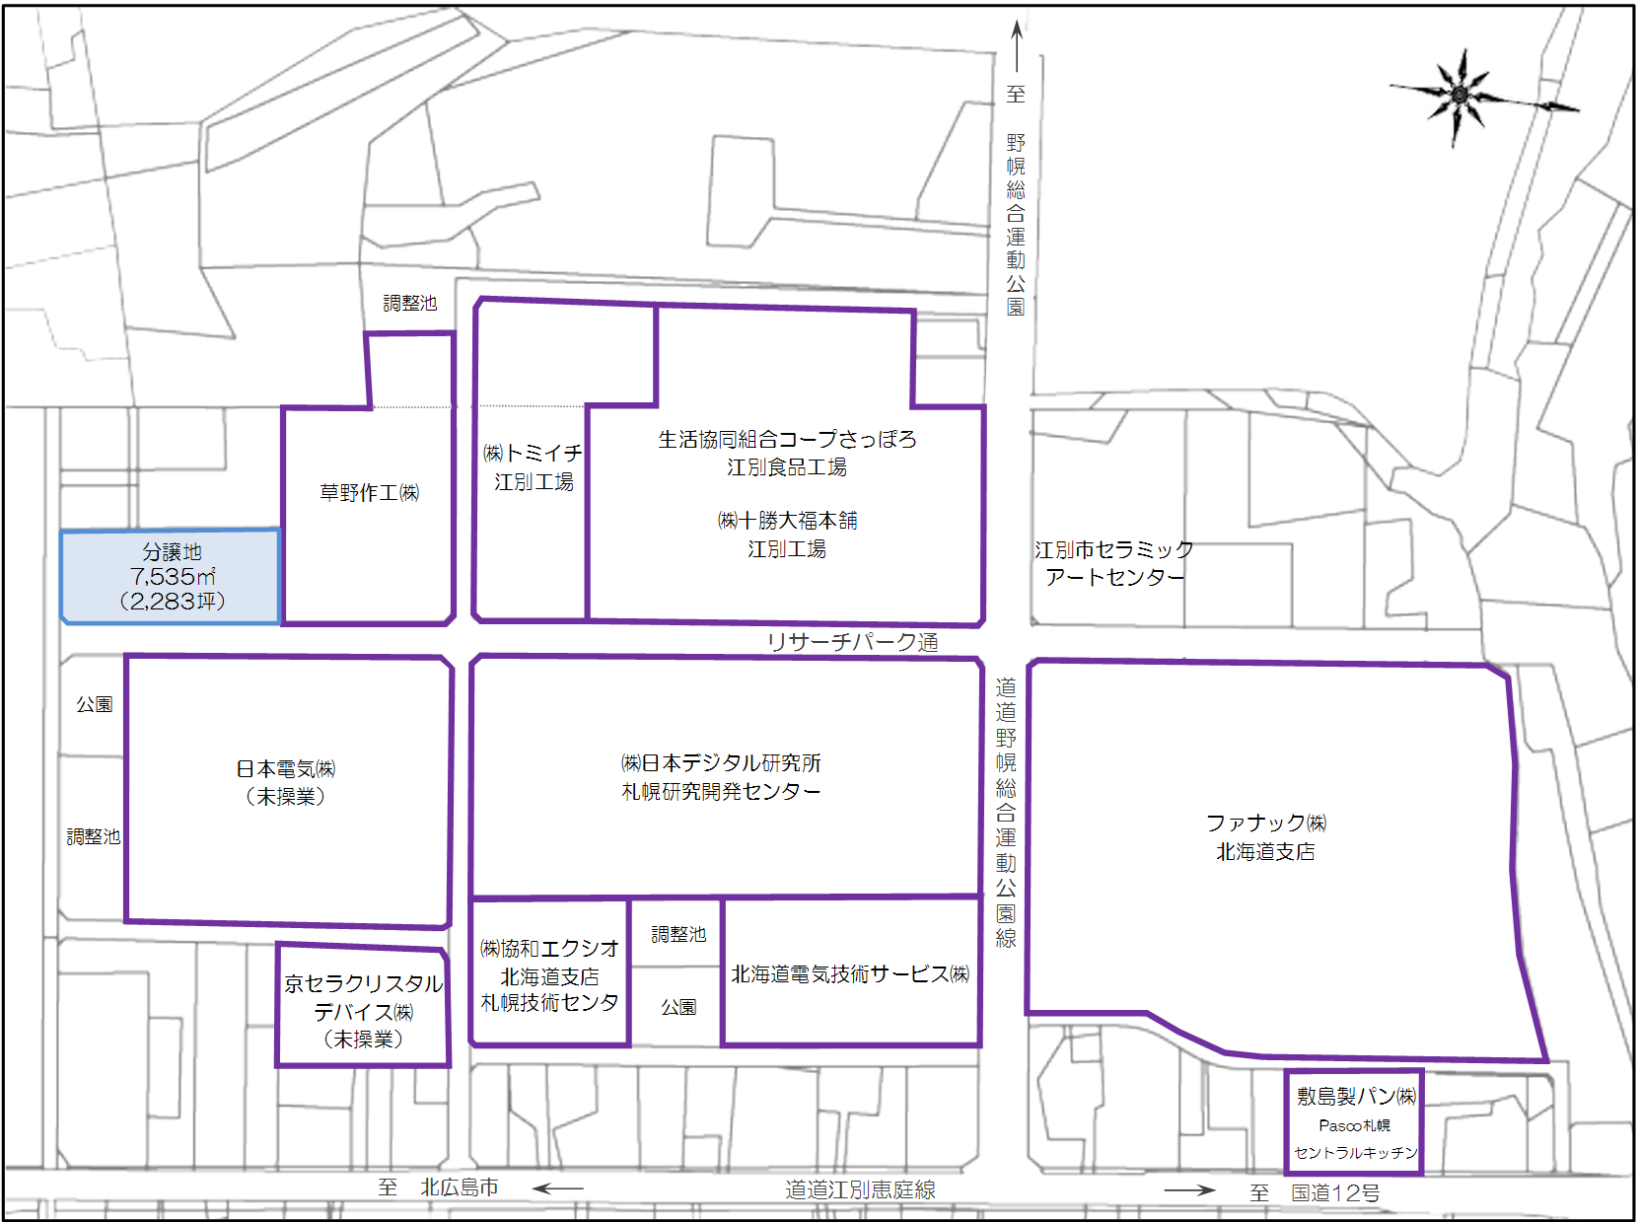 至 野幌総合運動公園
調整池
㈱トミイチ
江別工場
生活協同組合コープさっぽろ
江別食品工場
㈱十勝大福本舗
江別工場
草野作工㈱
江別市セラミック
アートセンター
分譲地
7,535㎡
（2,283坪）
リサーチパーク通
公園
調整池
日本電気㈱
（未操業）
㈱日本デジタル研究所
札幌研究開発センター
道道野幌総合運動公園線
ファナック㈱
北海道支店
京セラクリスタル
デバイス㈱
（未操業）
㈱協和エクシオ
北海道支店
札幌技術センタ
調整池
公園
北海道電気技術サービス㈱
敷島製パン㈱
Pasco札幌
セントラルキッチン
至 北広島市 ← 道道江別恵庭線 → 至 国道12号